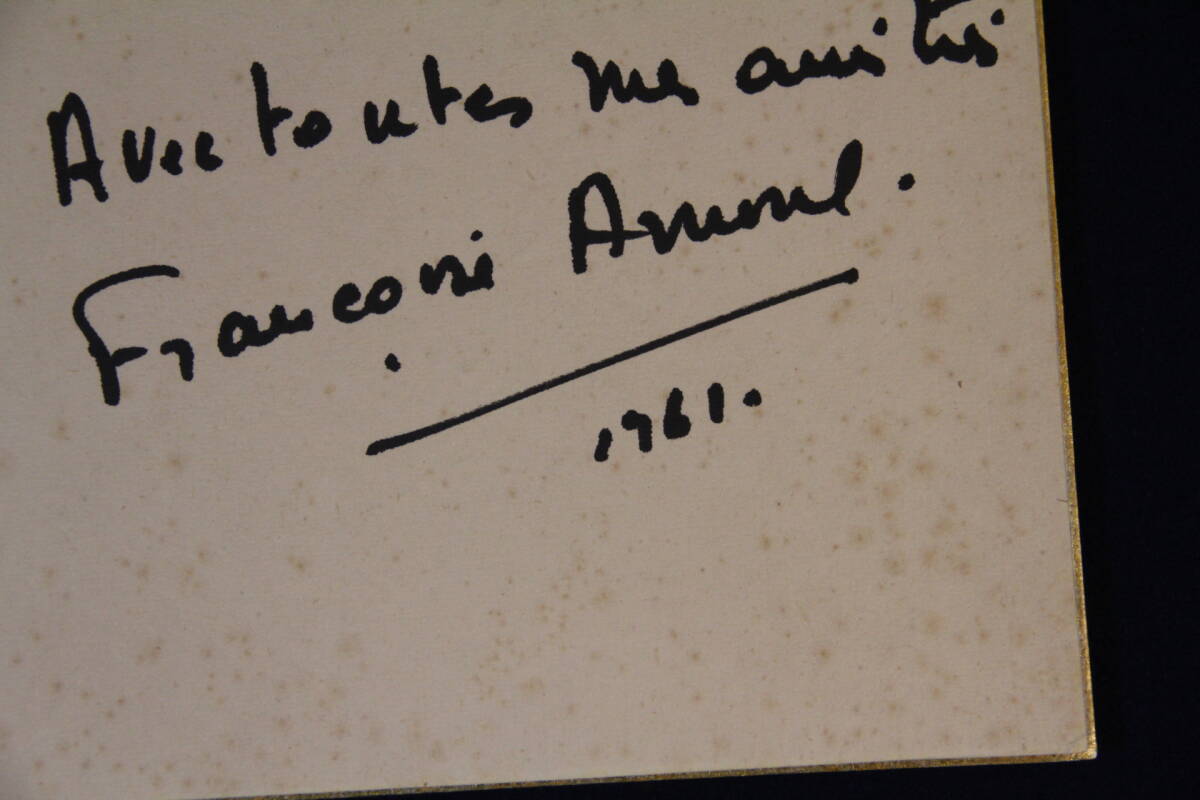 Avec toutes mes amitiés
Françoise Arnoul.
1961.